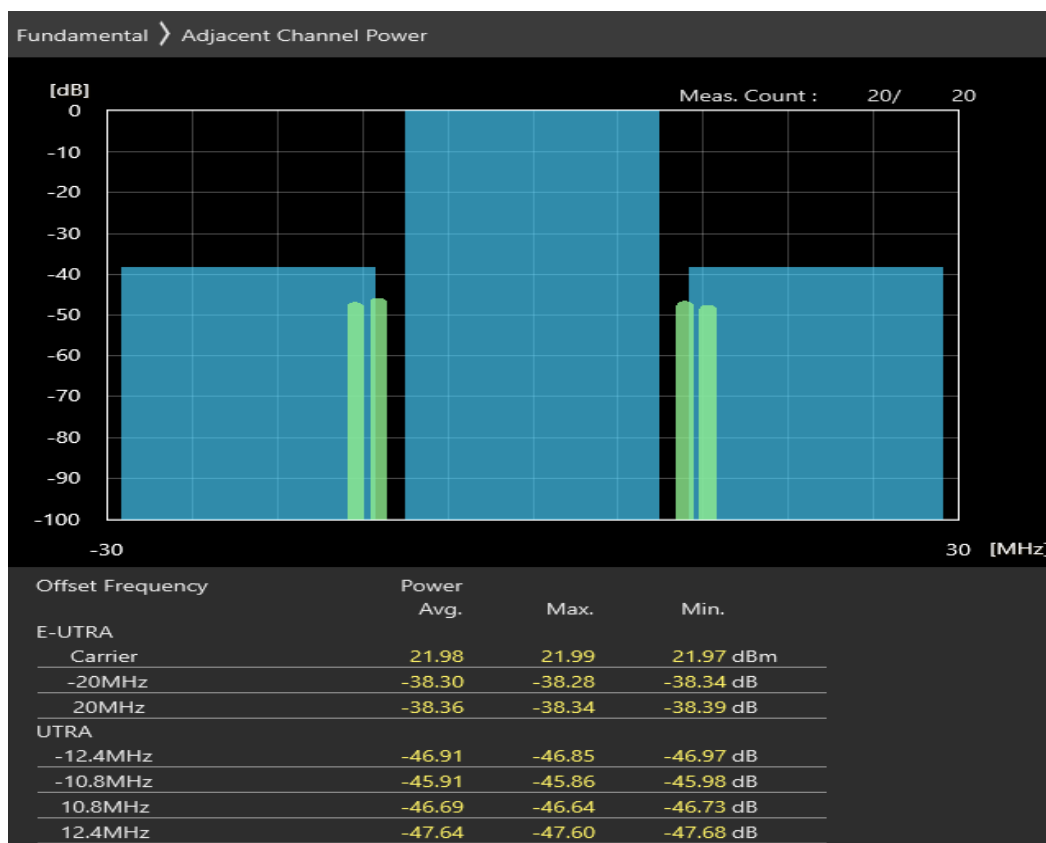 Fundamental 〉 Adjacent Channel Power
[dB]
Meas. Count :  20/  20
0
-10
-20
-30
-40
-50
-60
-70
-80
-90
-100
-30 30 [MHz]
Offset Frequency Power
Avg. Max. Min.
E-UTRA
Carrier 21.98 21.99 21.97 dBm
-20MHz -38.30 -38.28 -38.34 dB
20MHz -38.36 -38.34 -38.39 dB
UTRA
-12.4MHz -46.91 -46.85 -46.97 dB
-10.8MHz -45.91 -45.86 -45.98 dB
10.8MHz -46.69 -46.64 -46.73 dB
12.4MHz -47.64 -47.60 -47.68 dB